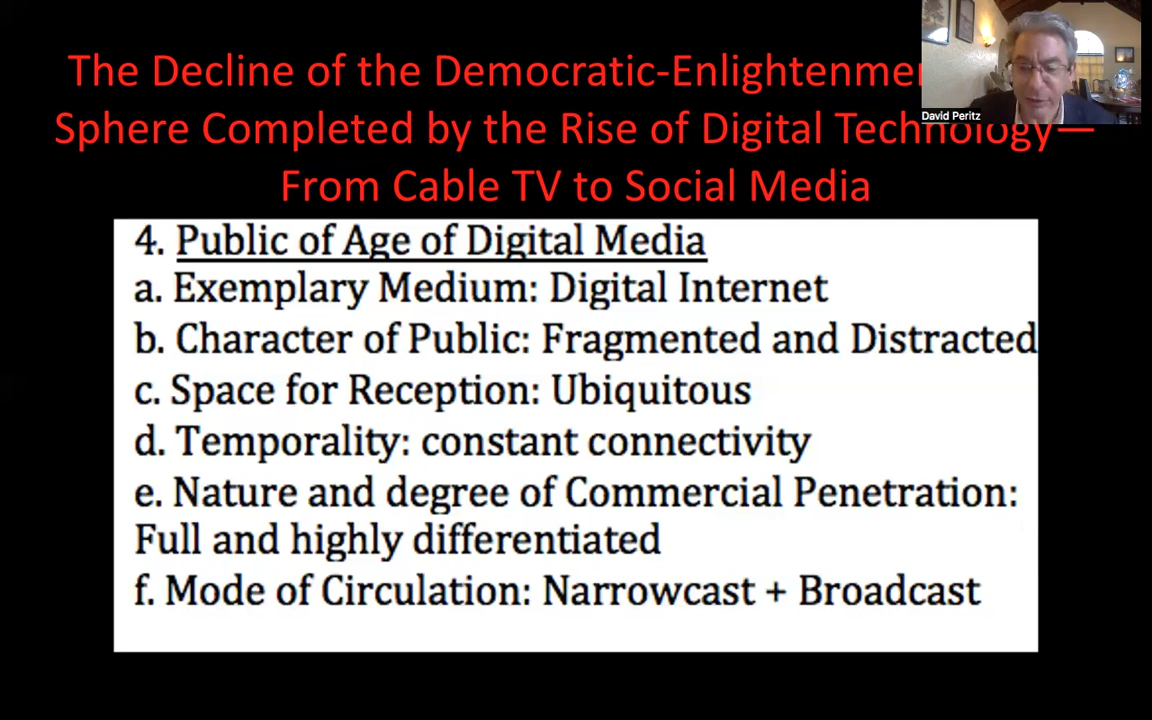 The Decline of the Democratic-Enlightenmen
Sphere Completed by the Rise of Digital Technology—
From Cable TV to Social Media
David Peritz
4. Public of Age of Digital Media
a. Exemplary Medium: Digital Internet
b. Character of Public: Fragmented and Distracted
c. Space for Reception: Ubiquitous
d. Temporality: constant connectivity
e. Nature and degree of Commercial Penetration:
Full and highly differentiated
f. Mode of Circulation: Narrowcast + Broadcast